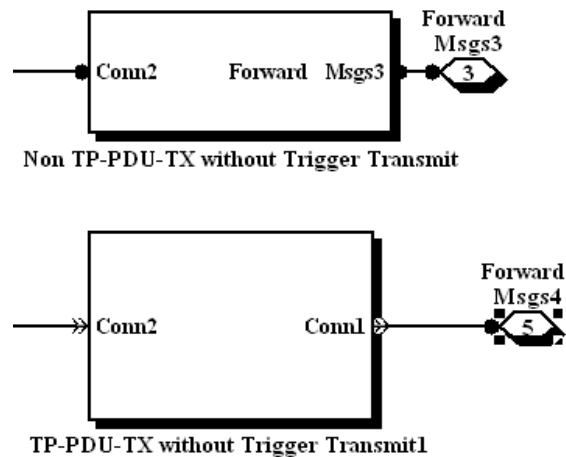 Forward
Msgs3
Conn2 Forward Msgs3 3
Non TP-PDU-TX without Trigger Transmit
Forward
Msgs4
Conn2 Conn1 5
TP-PDU-TX without Trigger Transmit1